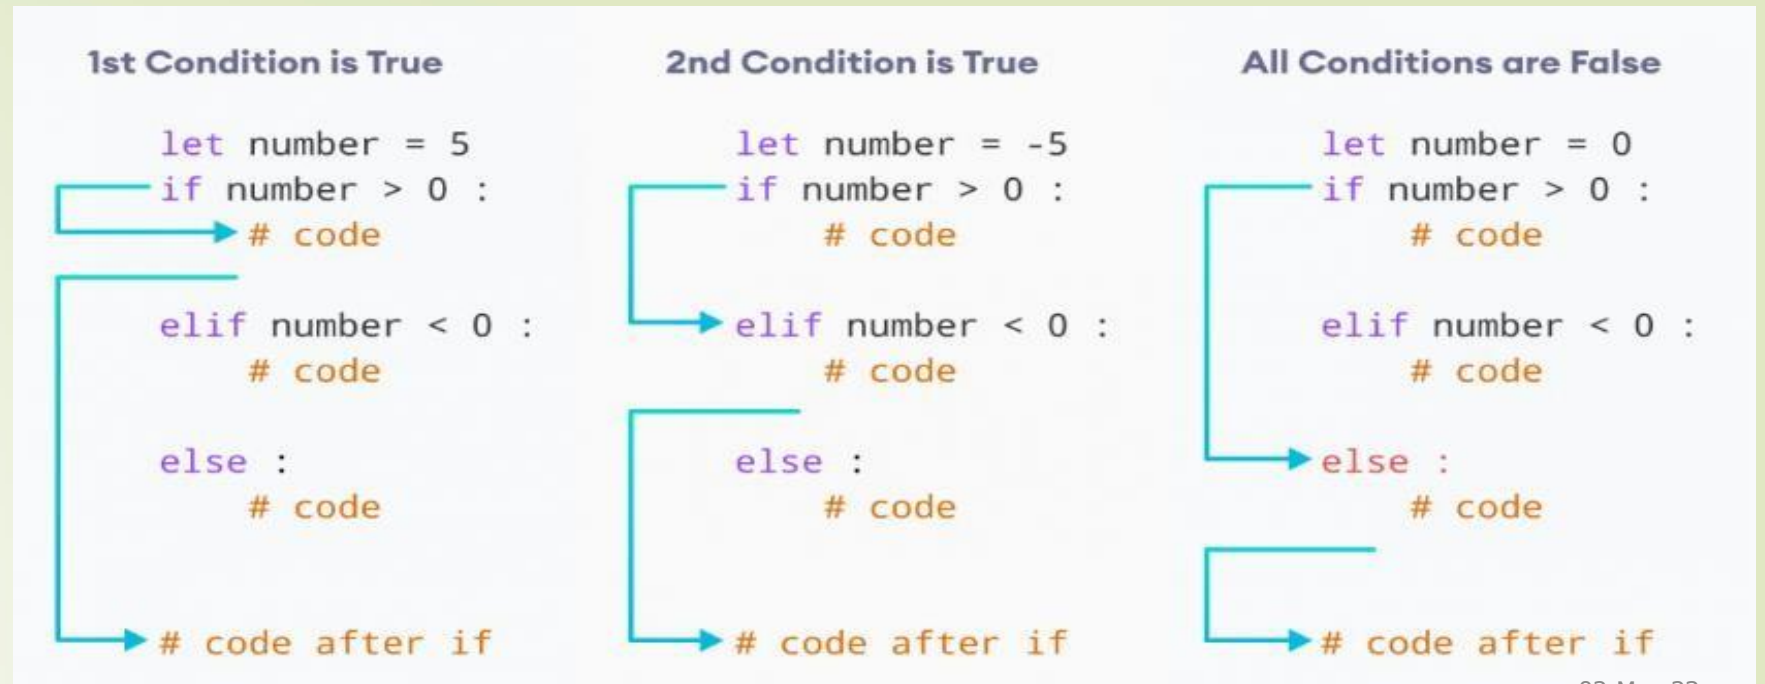 1st Condition is True
let number = 5
if number > 0 :
# code
elif number < 0 :
# code
else :
# code
# code after if
2nd Condition is True
let number = -5
if number > 0 :
# code
elif number < 0 :
# code
else :
# code
# code after if
All Conditions are False
let number = 0
if number > 0 :
# code
elif number < 0 :
# code
else :
# code
# code after if